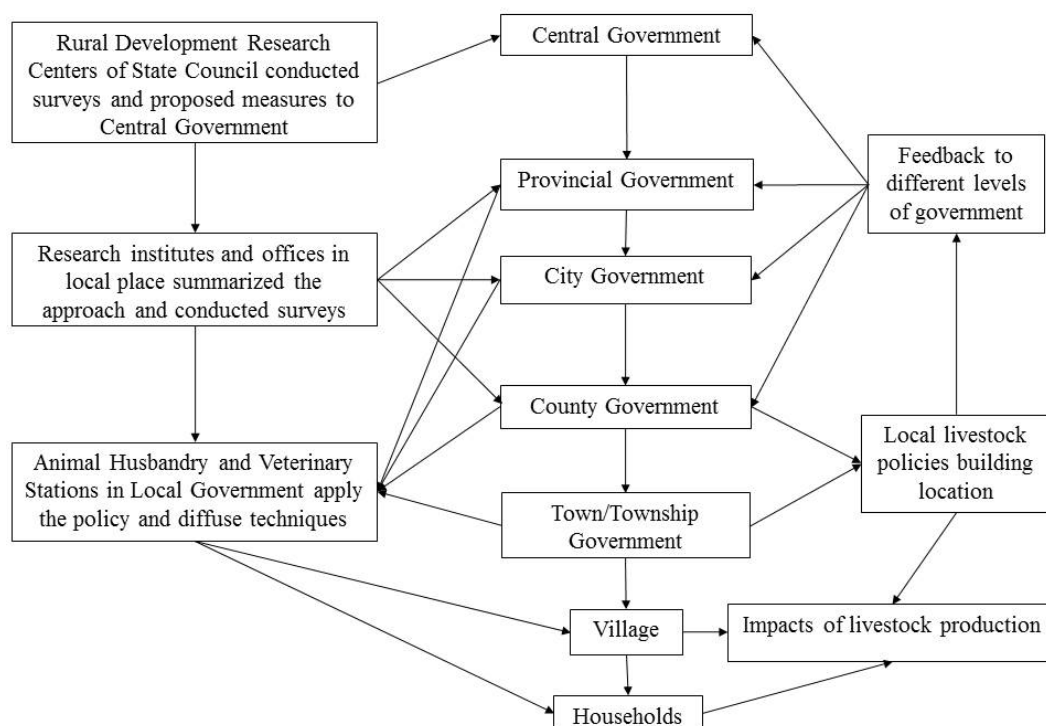 Rural Development Research
Centers of State Council conducted
surveys and proposed measures to
Central Government
Central Government
Provincial Government
Feedback to
different levels
of government
Research institutes and offices in
local place summarized the
approach and conducted surveys
City Government
County Government
Local livestock
policies building
location
Animal Husbandry and Veterinary
Stations in Local Government apply
the policy and diffuse techniques
Town/Township
Government
Village
Impacts of livestock production
Households